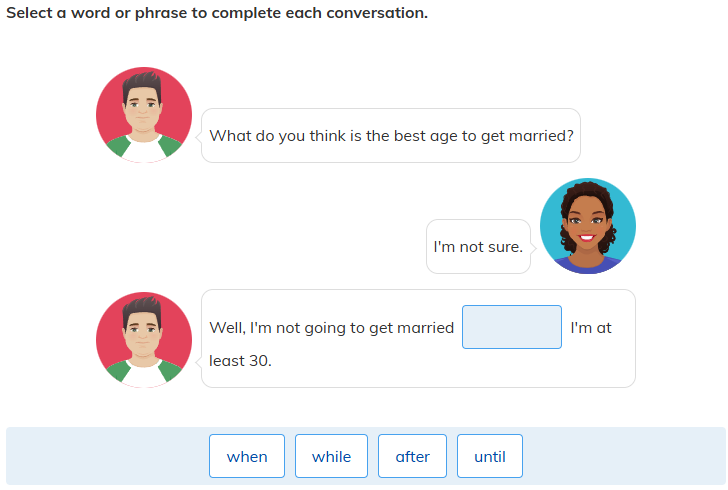 Select a word or phrase to complete each conversation.
What do you think is the best age to get married?
I'm not sure.
Well, I'm not going to get married I'm at
least 30.
when while after until